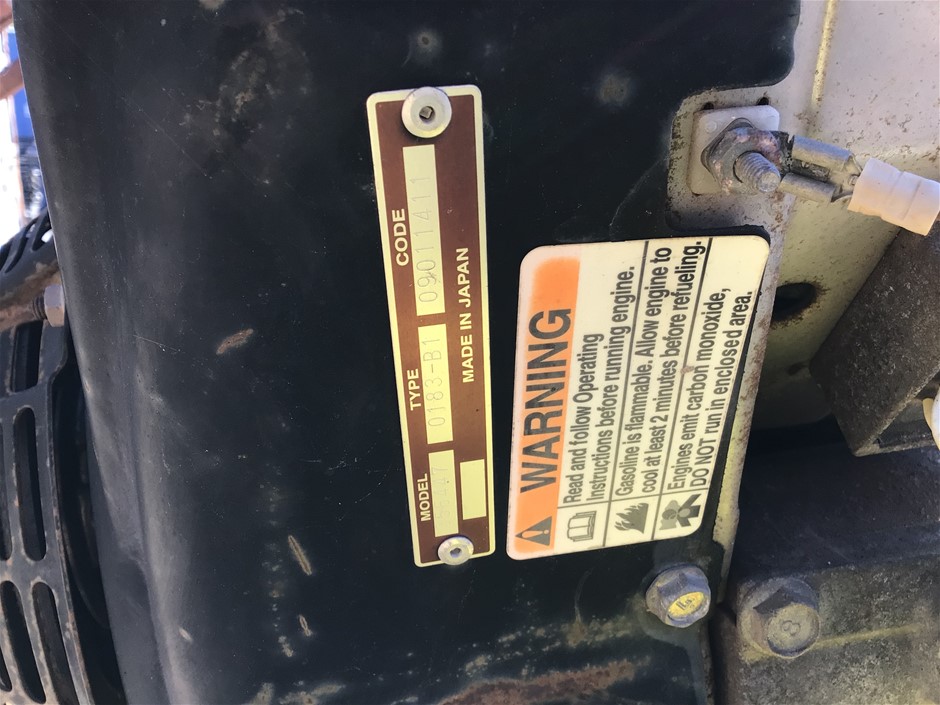 MODEL TYPE CODE
0183-B1 09011411
MADE IN JAPAN
WARNING
Read and follow Operating
Instructions before running engine.
Gasoline is flammable. Allow engine to
cool at least 2 minutes before refueling.
Engines emit carbon monoxide,
DO NOT run in enclosed area.